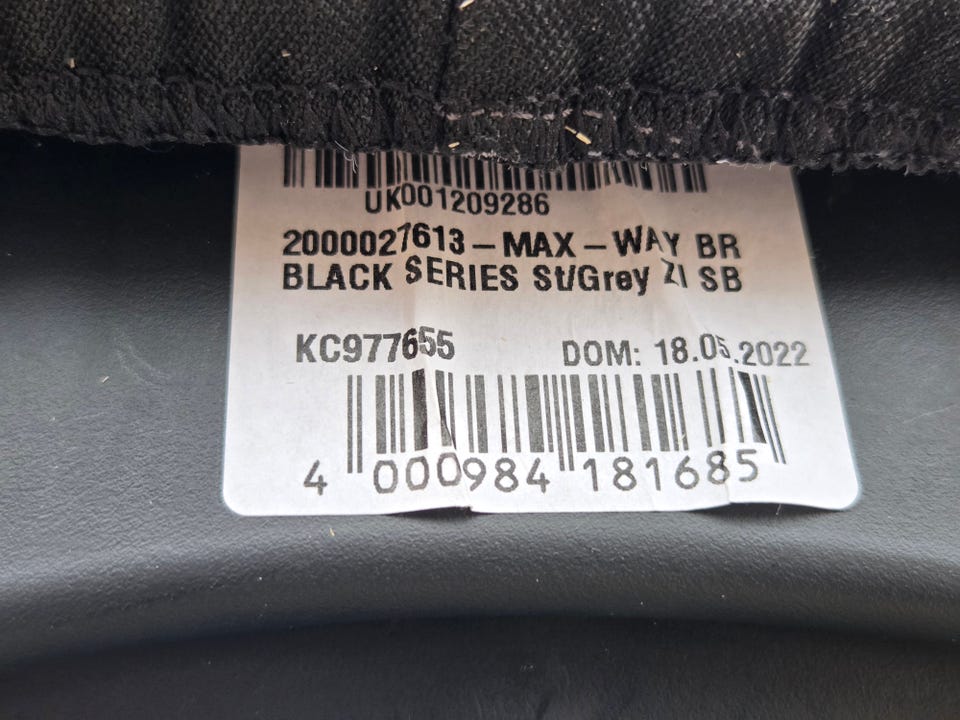 UK001209286
2000027613-MAX-WAY BR
BLACK SERIES St/Grey ZI SB
KC977655 DOM: 18.05.2022
4 000984 181685